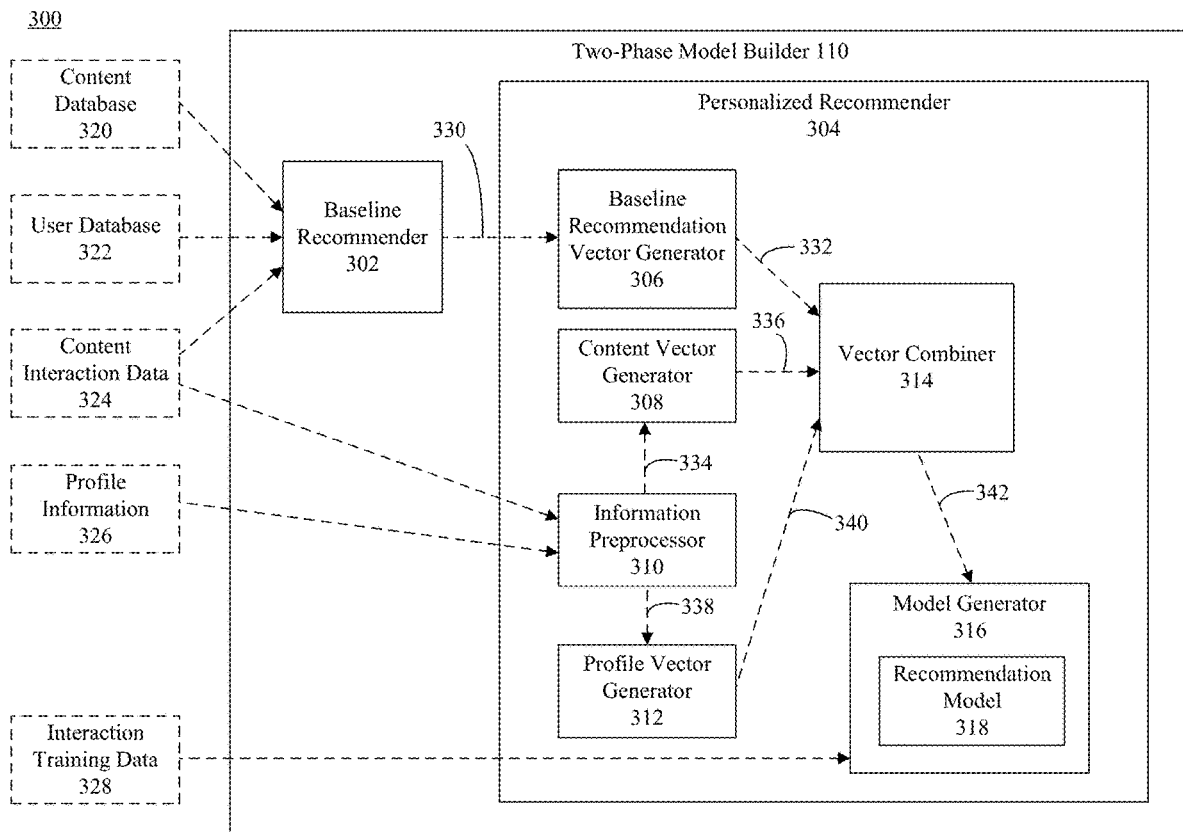 300
Two-Phase Model Builder 110
Content
Database
320
Personalized Recommender
304
330
Baseline
Recommender
302
Baseline
Recommendation
Vector Generator
306
User Database
322
332
336
Content
Interaction Data
324
Content Vector
Generator
308
Vector Combiner
314
334
Profile
Information
326
Information
Preprocessor
310
340
342
338
Model Generator
316
Profile Vector
Generator
312
Recommendation
Model
318
Interaction
Training Data
328